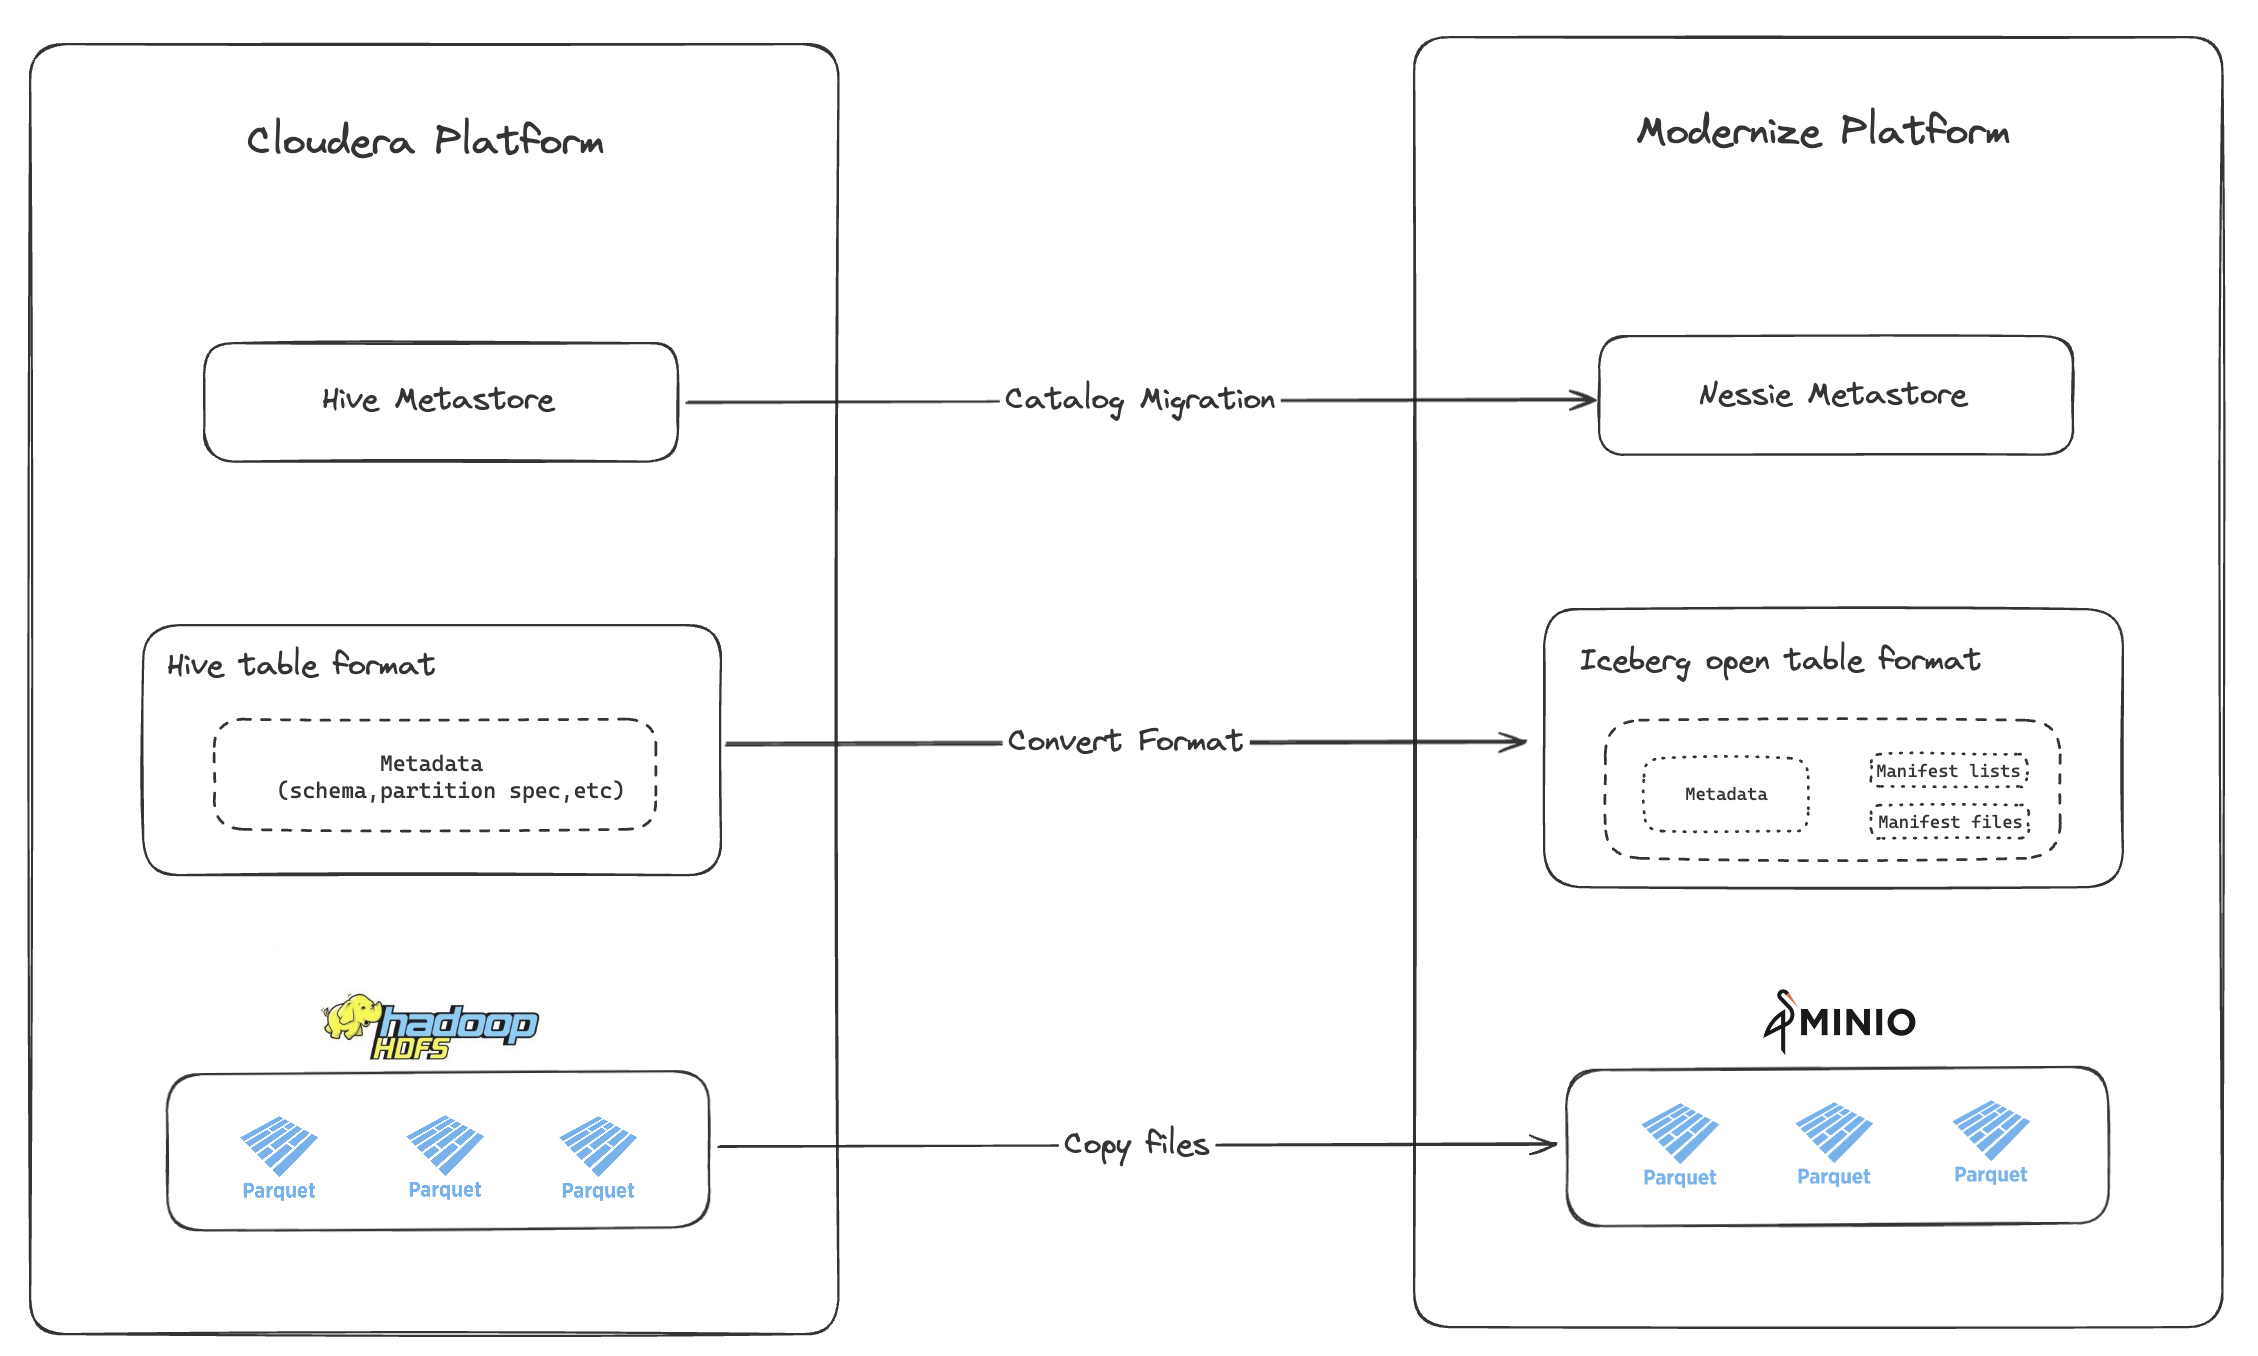 Cloudera Platform
Modernize Platform
Hive Metastore
Catalog Migration
Nessie Metastore
Hive table format
Metadata
(schema,partition spec,etc)
Convert Format
Iceberg open table format
Metadata
Manifest lists
Manifest files
hadoop
HDFS
MINIO
Parquet
Parquet
Parquet
Copy files
Parquet
Parquet
Parquet